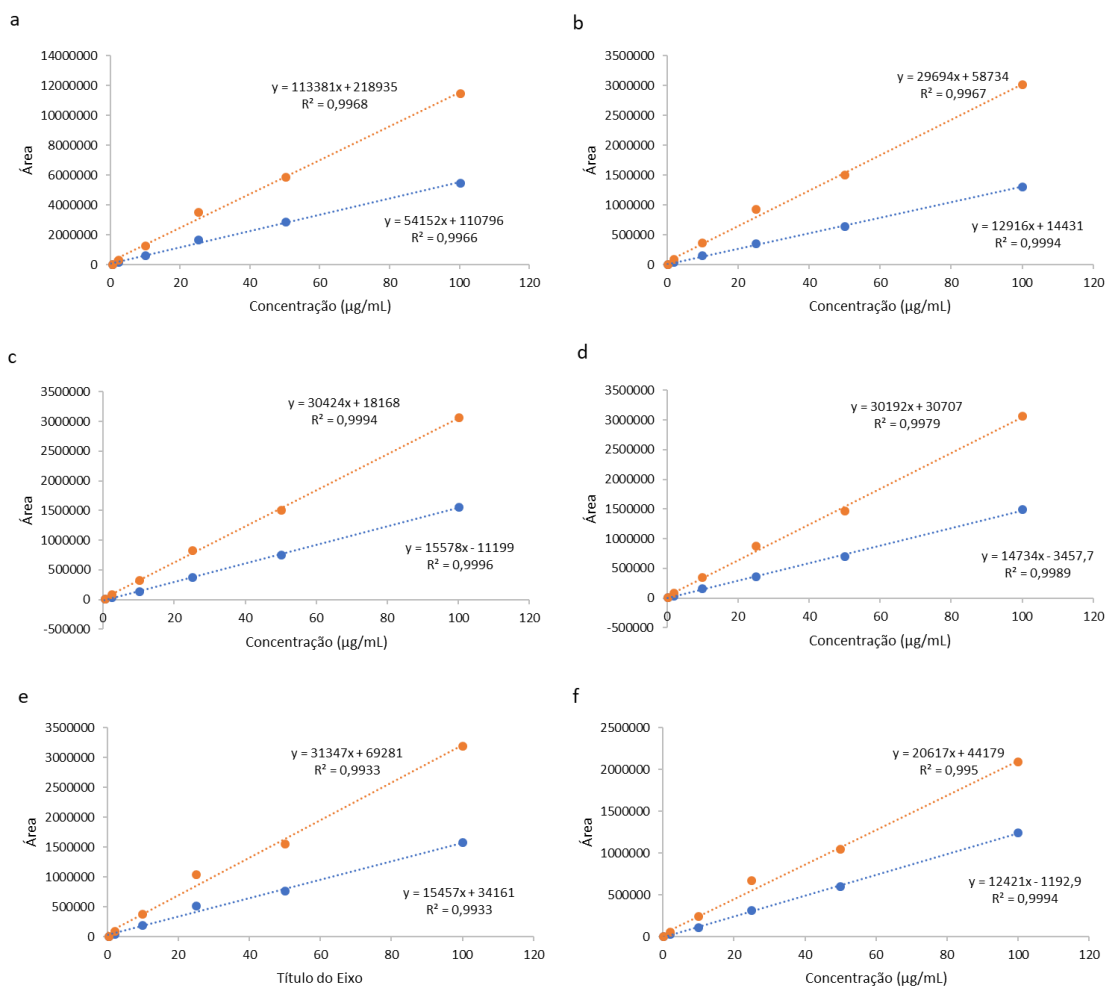 a
14000000
12000000
10000000
8000000
6000000
4000000
2000000
0
Área
y = 113381x + 218935
R² = 0,9968
y = 54152x + 110796
R² = 0,9966
0 20 40 60 80 100 120
Concentração (µg/mL)
b
3500000
3000000
2500000
2000000
1500000
1000000
500000
0
Área
y = 29694x + 58734
R² = 0,9967
y = 12916x + 14431
R² = 0,9994
0 20 40 60 80 100 120
Concentração (µg/mL)
c
3500000
3000000
2500000
2000000
1500000
1000000
500000
0
-500000
Área
y = 30424x + 18168
R² = 0,9994
y = 15578x - 11199
R² = 0,9996
0 20 40 60 80 100 120
Concentração (µg/mL)
d
3500000
3000000
2500000
2000000
1500000
1000000
500000
0
-500000
Área
y = 30192x + 30707
R² = 0,9979
y = 14734x - 3457,7
R² = 0,9989
0 20 40 60 80 100 120
Concentração (µg/mL)
e
3500000
3000000
2500000
2000000
1500000
1000000
500000
0
Área
y = 31347x + 69281
R² = 0,9933
y = 15457x + 34161
R² = 0,9933
0 20 40 60 80 100 120
Título do Eixo
f
2500000
2000000
1500000
1000000
500000
0
Área
y = 20617x + 44179
R² = 0,995
y = 12421x - 1192,9
R² = 0,9994
0 20 40 60 80 100 120
Concentração (µg/mL)